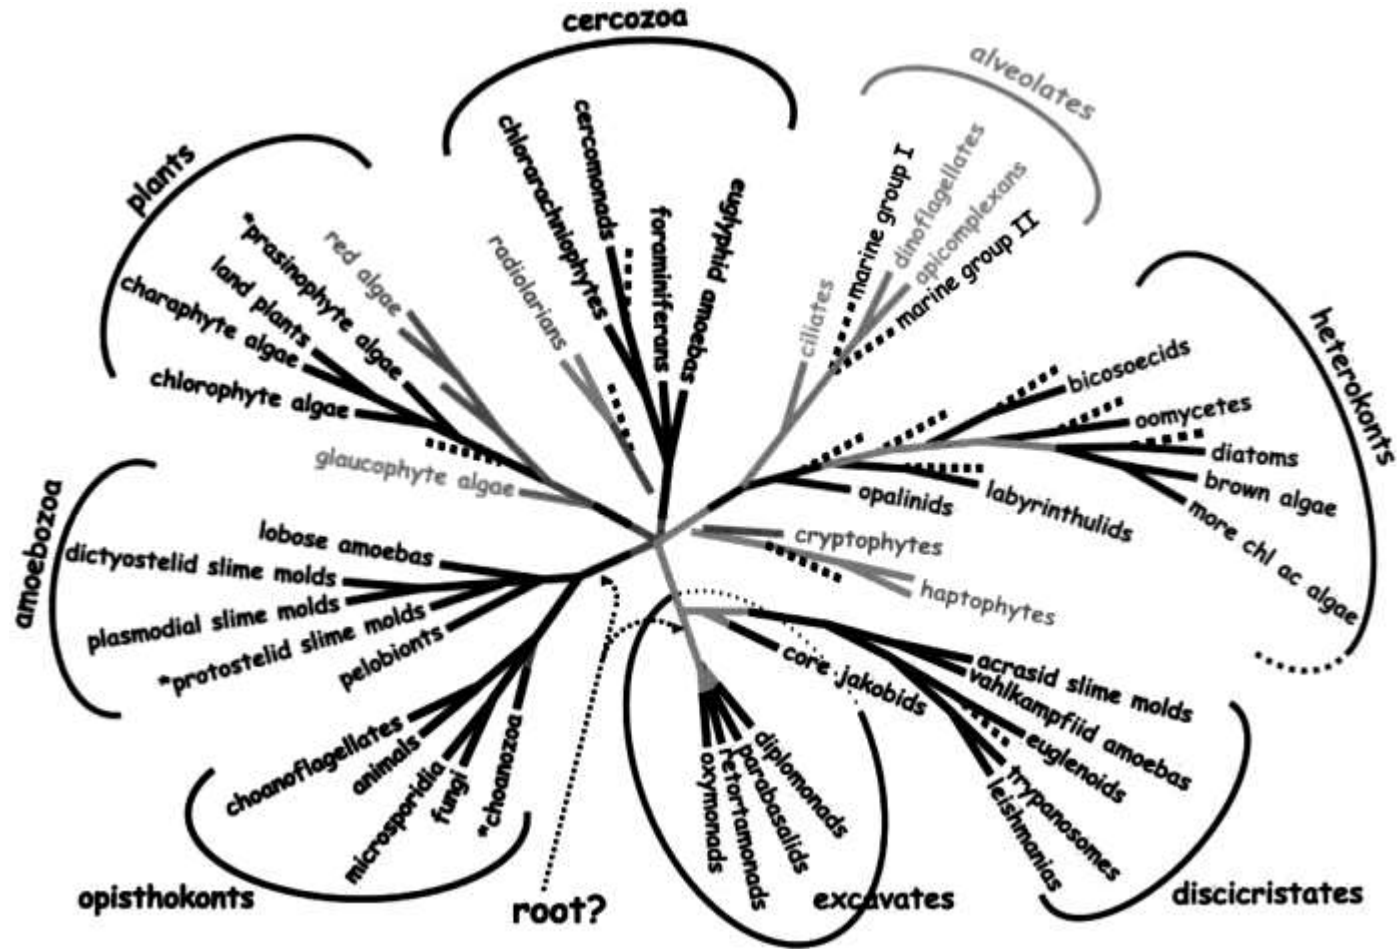 cercozoa
alveolates
plants
heterokonts
amoebozoa
opisthokonts
root?
excavates
discicristates
cercomonads
chlorarachniophytes
foraminiferans
euglyphid amoebas
radiolarians
marine group I
dinoflagellates
apicomplexans
marine group II
ciliates
*prasinophyte algae
red algae
land plants
charaphyte algae
chlorophyte algae
glaucophyte algae
bicosoecids
oomycetes
diatoms
brown algae
more chl ac algae
labyrinthulids
opalinids
cryptophytes
haptophytes
lobose amoebas
dictyostelid slime molds
plasmodial slime molds
*protostelid slime molds
pelobionts
choanoflagellates
animals
microsporidia
fungi
*choanozoa
core jakobids
acrasid slime molds
vahlkampfiid amoebas
euglenoids
trypanosomes
leishmanias
diplomonads
parabasalids
retortamonads
oxymonads